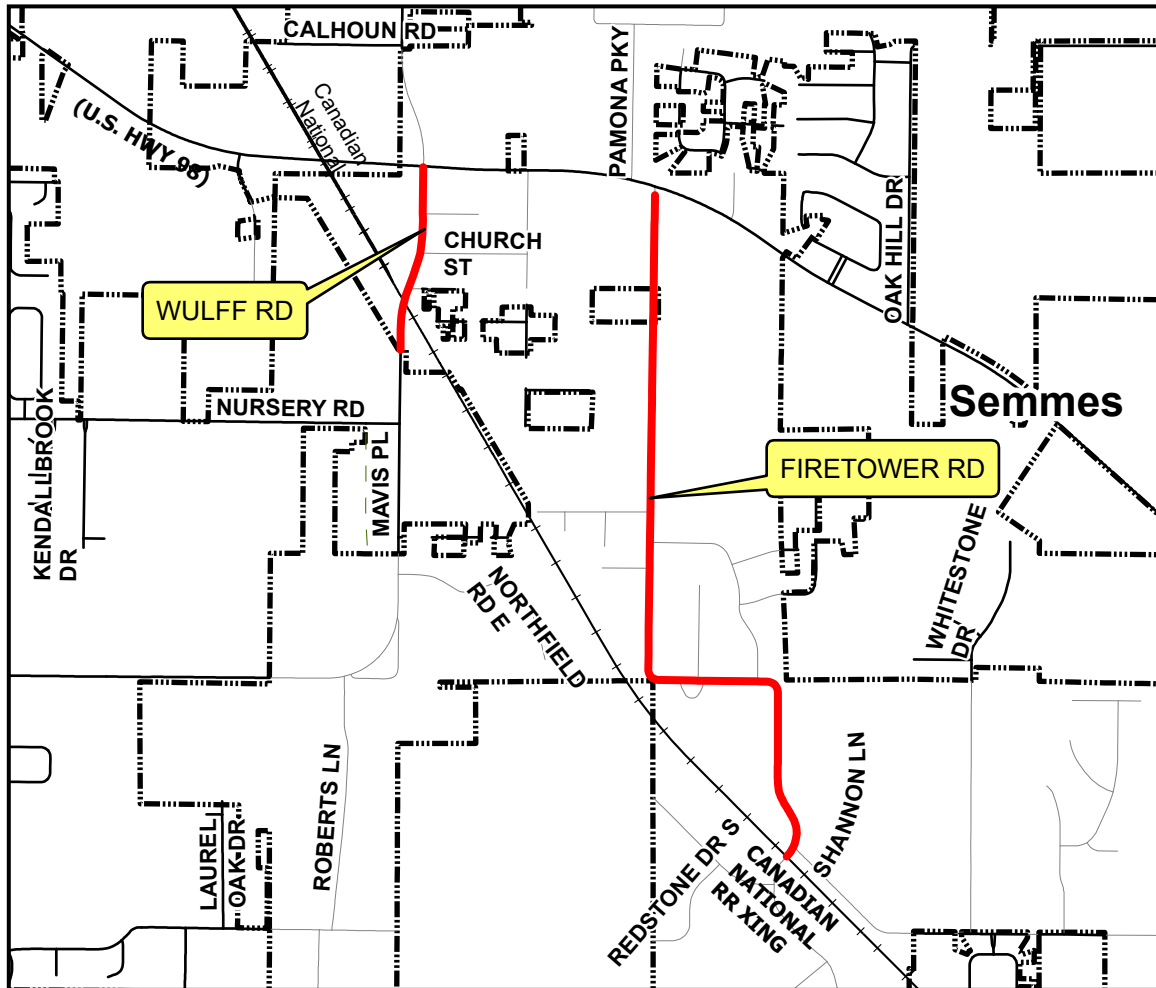 CALHOUN RD
PAMONA PKY
Canadian
National
(U.S. HWY 98)
CHURCH
ST
OAK HILL DR
WULFF RD
NURSERY RD
Semmes
KENDALLBROOK
DR
MAVIS PL
FIRETOWER RD
NORTHFIELD
RD E
WHITESTONE
DR
ROBERTS LN
LAUREL
OAK DR
REDSTONE DR S
SHANNON LN
CANADIAN
NATIONAL
RR XING